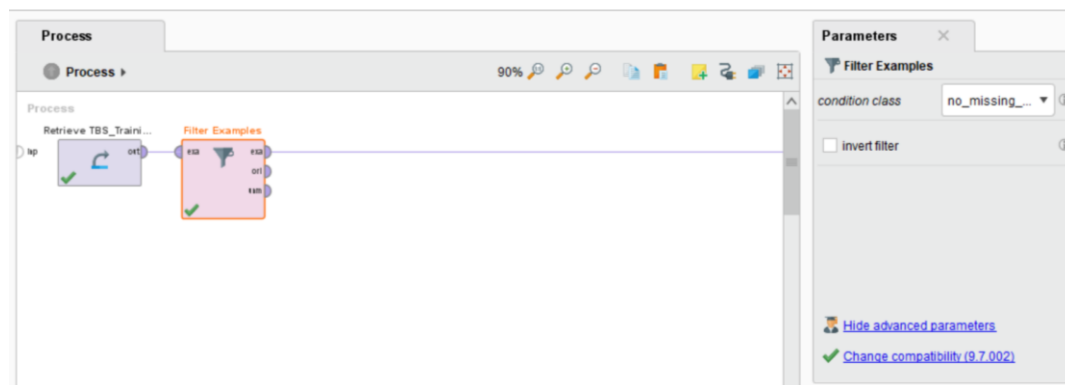 Process
Parameters
Process
90%
Filter Examples
Process
condition class
no_missing_...
Retrieve TBS_Traini...
Filter Examples
invert filter
inp
out
exa
exa
ori
unm
Hide advanced parameters
Change compatibility (9.7.002)